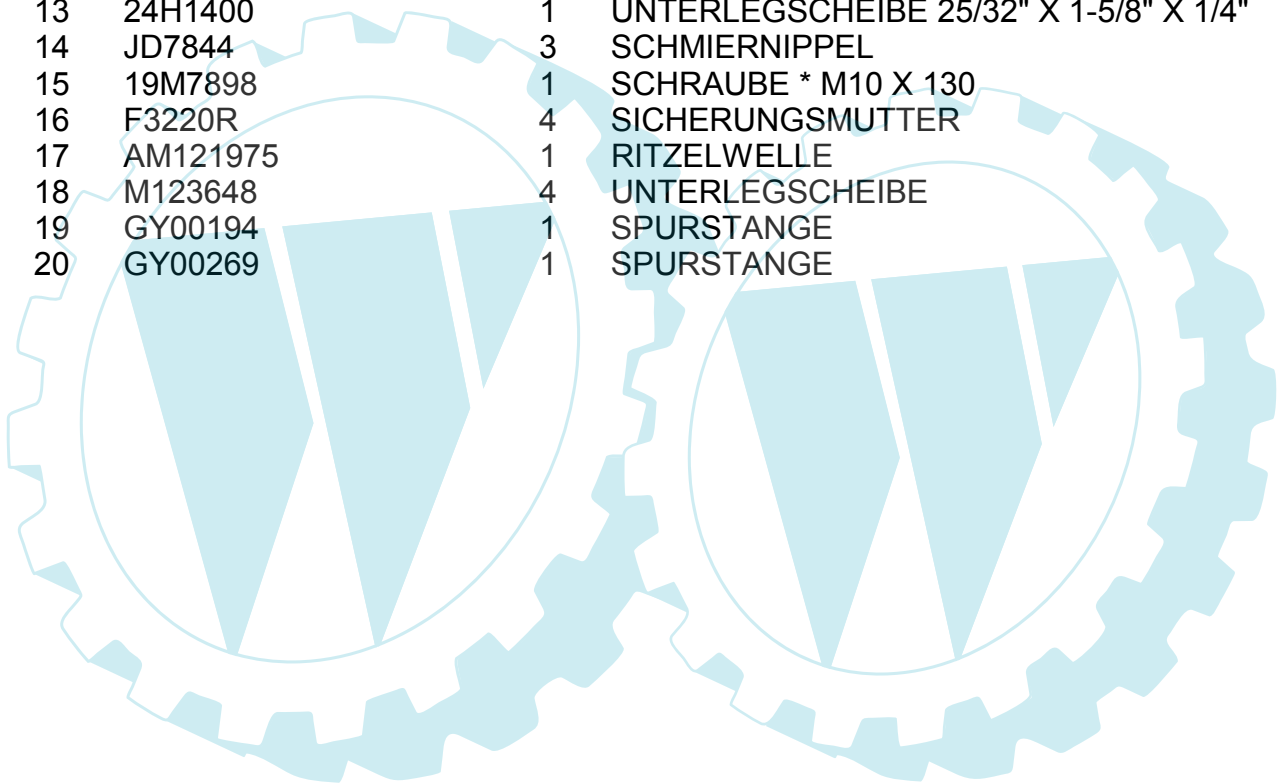 13 24H1400 1 UNTERLEGSCHEIBE 25/32" X 1-5/8" X 1/4"
14 JD7844 3 SCHMIERNIPPEL
15 19M7898 1 SCHRAUBE * M10 X 130
16 F3220R 4 SICHERUNGSMUTTER
17 AM121975 1 RITZELWELLE
18 M123648 4 UNTERLEGSCHEIBE
19 GY00194 1 SPURSTANGE
20 GY00269 1 SPURSTANGE